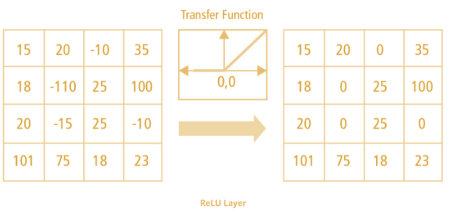 Transfer Function
15 20 -10 35
18 -110 25 100
20 -15 25 -10
101 75 18 23
0,0
15 20 0 35
18 0 25 100
20 0 25 0
101 75 18 23
ReLU Layer